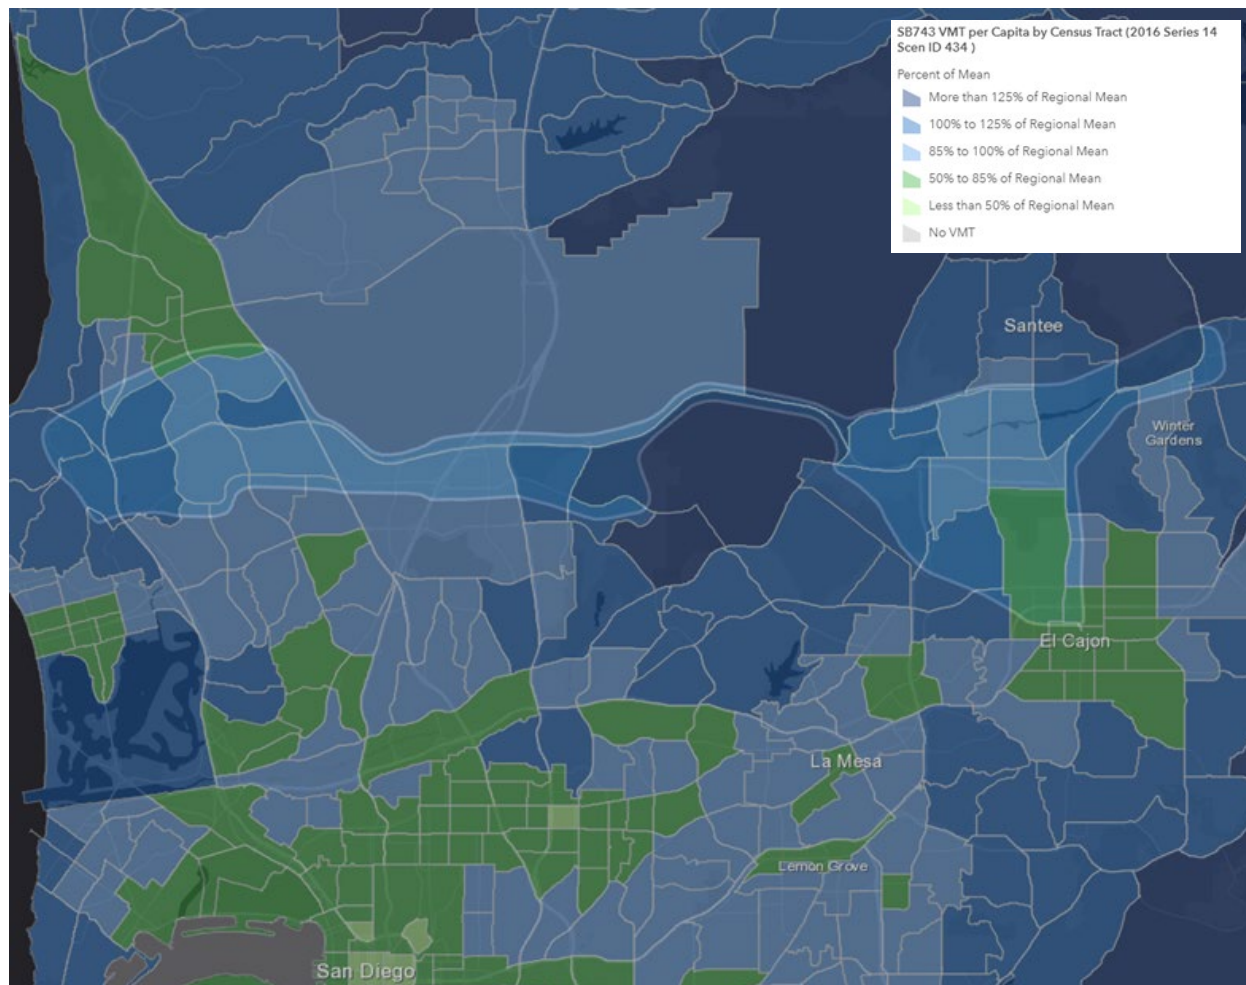 SB743 VMT per Capita by Census Tract (2016 Series 14
Scen ID 434 )
Percent of Mean
More than 125% of Regional Mean
100% to 125% of Regional Mean
85% to 100% of Regional Mean
50% to 85% of Regional Mean
Less than 50% of Regional Mean
No VMT
Santee
Winter
Gardens
El Cajon
La Mesa
Lemon Grove
San Diego